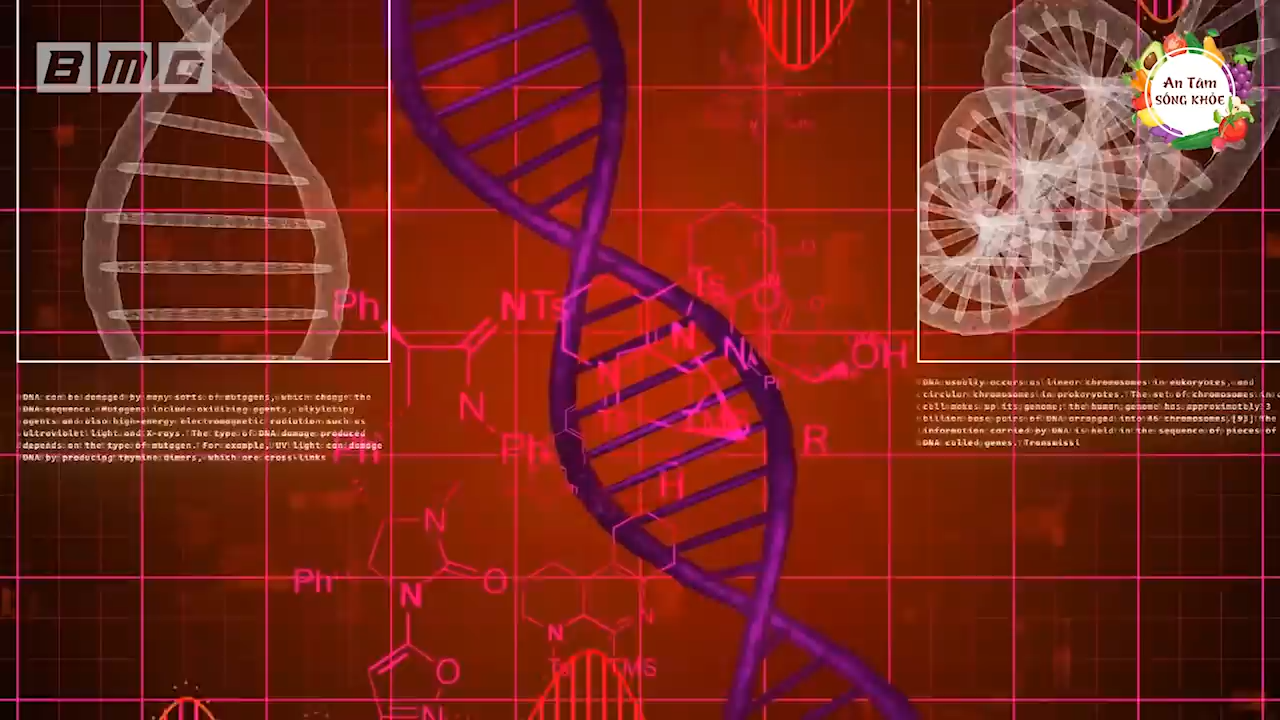 BMG
An Tâm
SỐNG KHỎE
Ph
NTs
Ts
O
N
N
N
OH
N
Ph
R
H
N
Ph
O
N
N
N
Ts
TMS
O
N
DNA can be damaged by many sorts of mutagens, which change the
DNA sequence. Mutagens include oxidizing agents, alkylating
agents and also high-energy electromagnetic radiation such as
ultraviolet light and X-rays. The type of DNA damage produced
depends on the type of mutagen. For example, UV light can damage
DNA by producing thymine dimers, which are cross-links
DNA usually occurs as linear chromosomes in eukaryotes, and
circular chromosomes in prokaryotes. The set of chromosomes in
cell makes up its genome; the human genome has approximately 3
billion base pairs of DNA arranged into 46 chromosomes.[93] The
information carried by DNA is held in the sequence of pieces of
DNA called genes. Transmissi